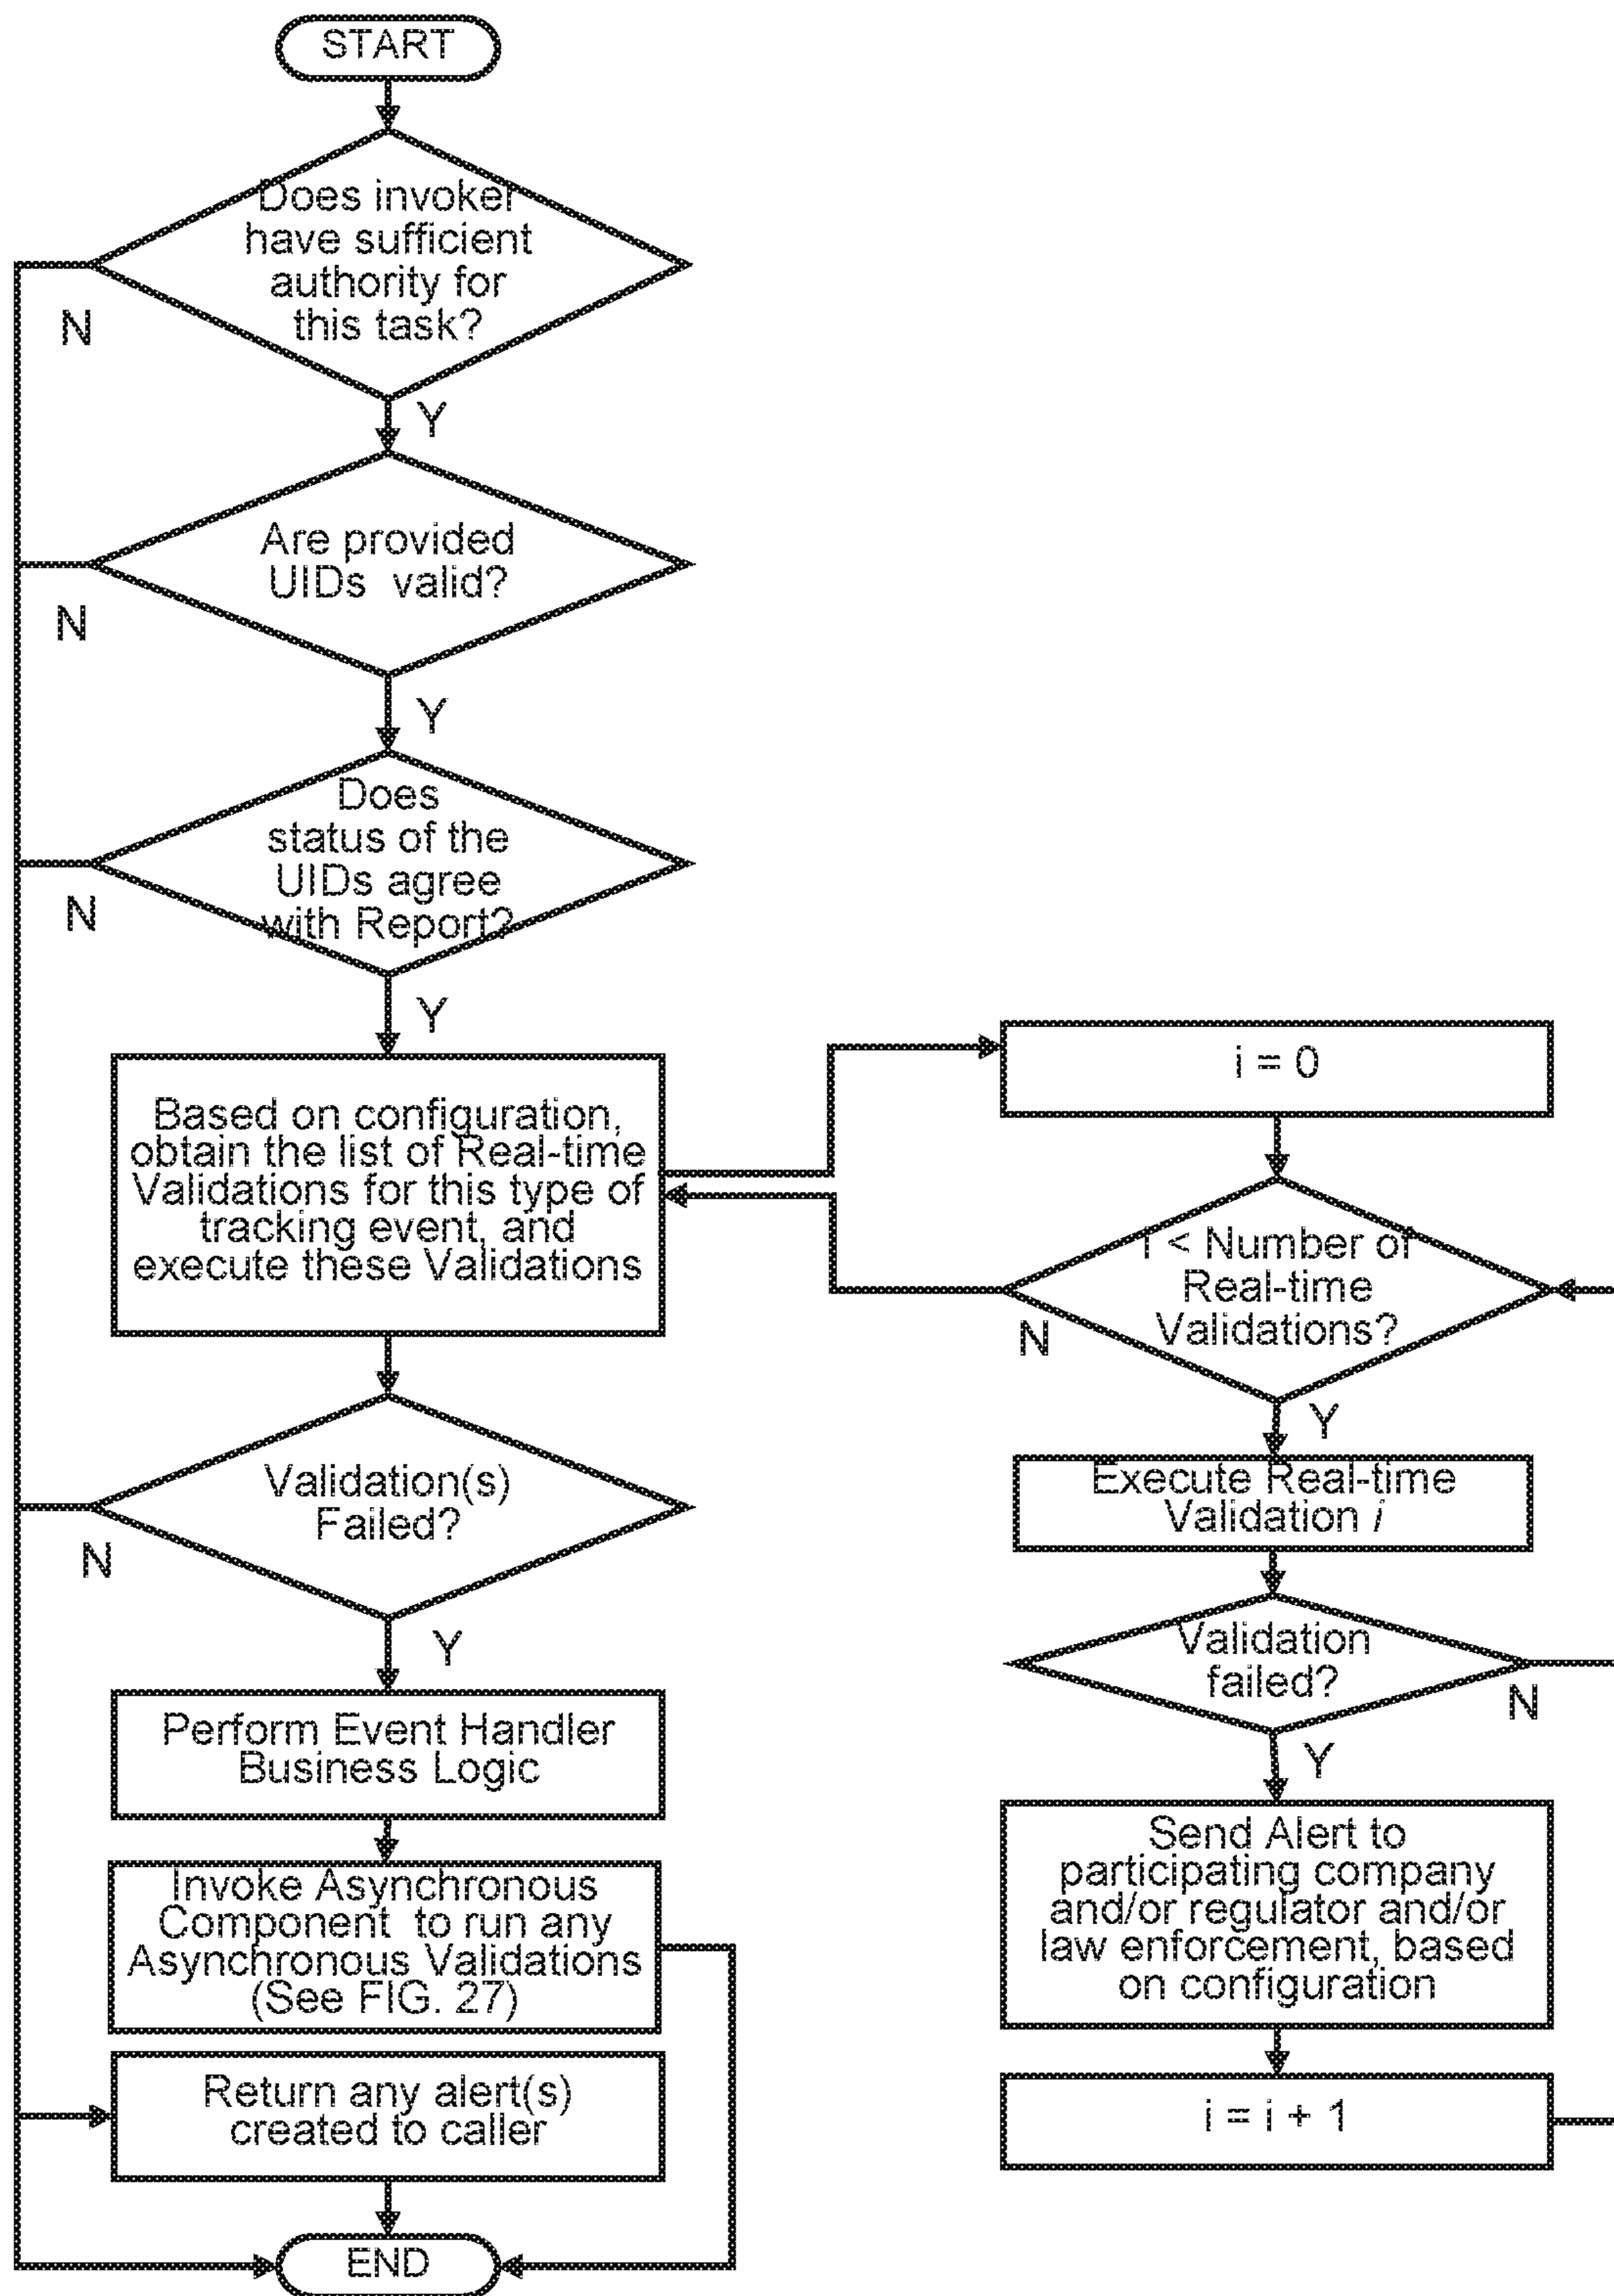 START
Does invoker
have sufficient
authority for
this task?
N
Y
Are provided
UIDs valid?
N
Y
Does
status of the
UIDs agree
with Report?
N
Y
Based on configuration,
obtain the list of Real-time
Validations for this type of
tracking event, and
execute these Validations
Validation(s)
Failed?
N
Y
Perform Event Handler
Business Logic
Invoke Asynchronous
Component to run any
Asynchronous Validations
(See FIG. 27)
Return any alert(s)
created to caller
END
i = 0
i < Number of
Real-time
Validations?
N
Y
Execute Real-time
Validation i
Validation
failed?
N
Y
Send Alert to
participating company
and/or regulator and/or
law enforcement, based
on configuration
i = i + 1